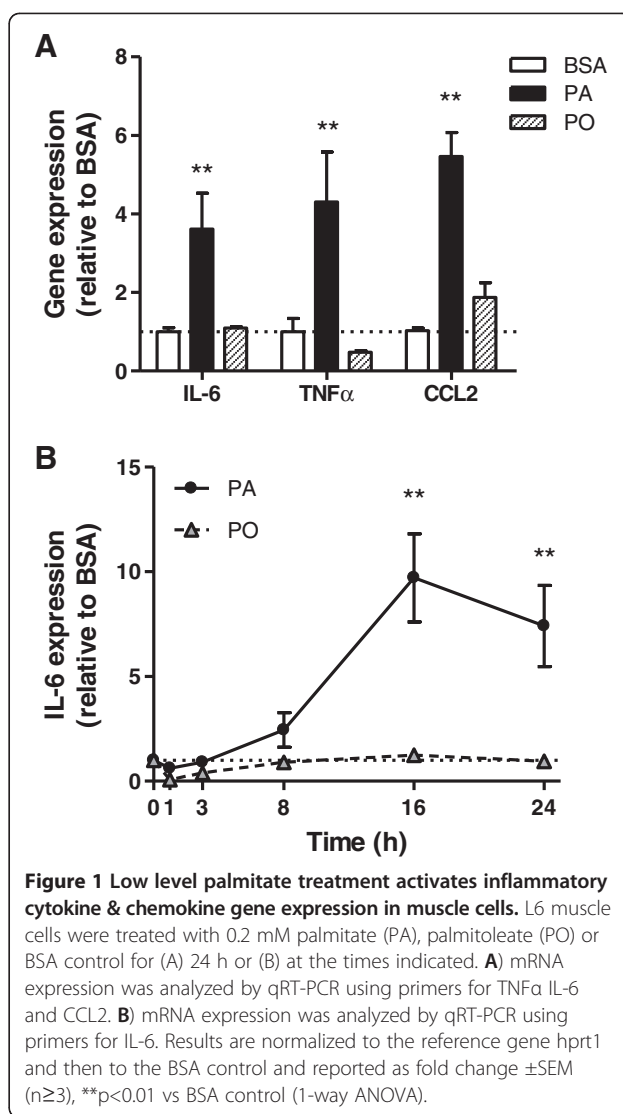 A
Gene expression
(relative to BSA)
8
6
4
2
0
** ** **
BSA
PA
PO
IL-6 TNFα CCL2
B
IL-6 expression
(relative to BSA)
15
10
5
0
PA
PO
** **
0 1 3 8 16 24
Time (h)
Figure 1 Low level palmitate treatment activates inflammatory
cytokine & chemokine gene expression in muscle cells. L6 muscle
cells were treated with 0.2 mM palmitate (PA), palmitoleate (PO) or
BSA control for (A) 24 h or (B) at the times indicated. A) mRNA
expression was analyzed by qRT-PCR using primers for TNFα IL-6
and CCL2. B) mRNA expression was analyzed by qRT-PCR using
primers for IL-6. Results are normalized to the reference gene hprt1
and then to the BSA control and reported as fold change ±SEM
(n≥3), **p<0.01 vs BSA control (1-way ANOVA).